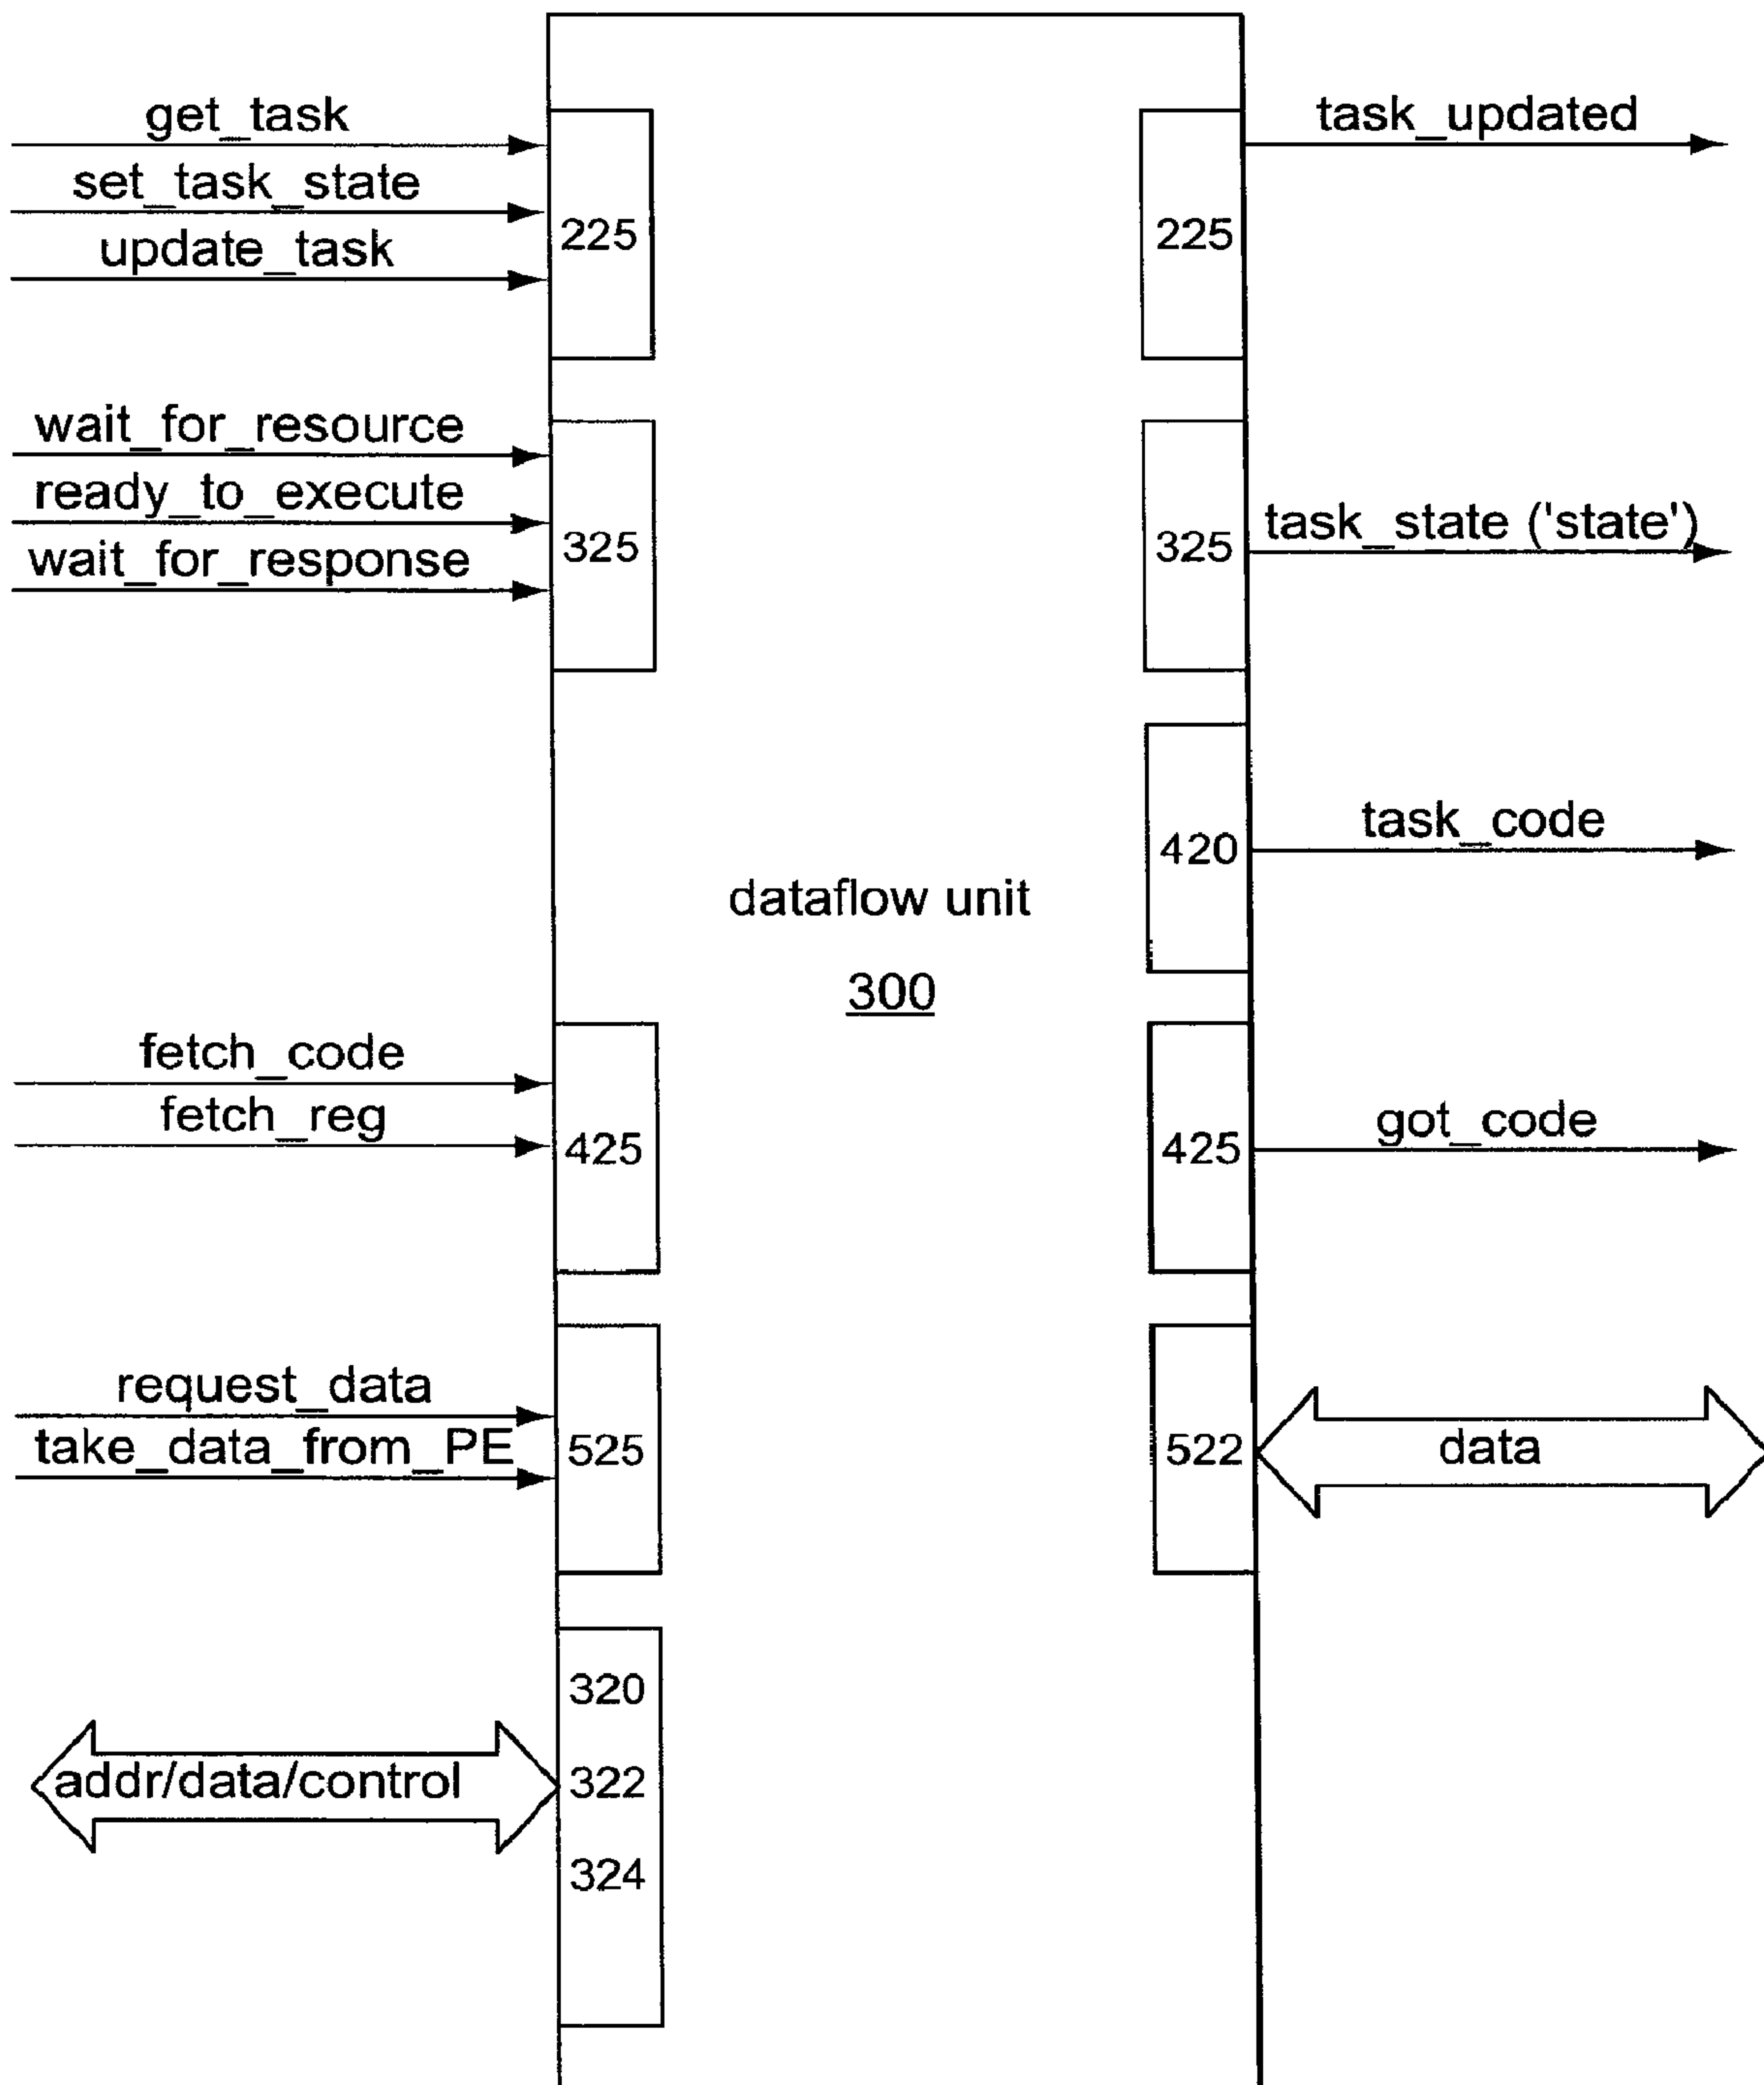 get_task
set_task_state
update_task
225
225
task_updated
wait_for_resource
ready_to_execute
wait_for_response
325
325
task_state ('state')
420
task_code
dataflow unit
300
fetch_code
fetch_reg
425
425
got_code
request_data
take_data_from_PE
525
522
data
addr/data/control
320
322
324